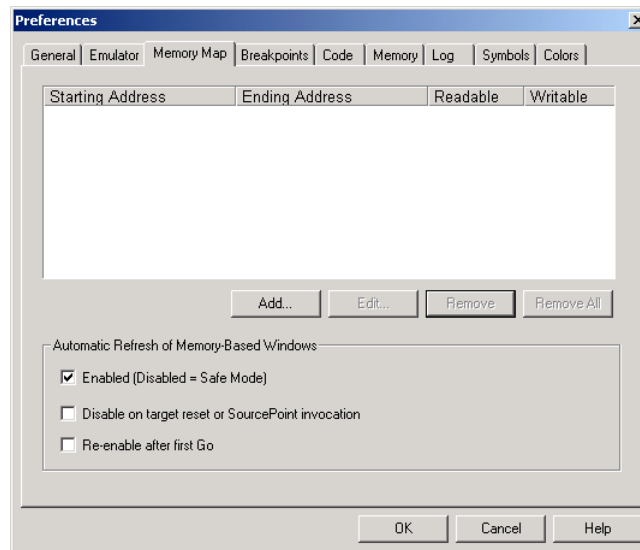 Preferences
General Emulator Memory Map Breakpoints Code Memory Log Symbols Colors
Starting Address Ending Address Readable Writable
Add... Edit... Remove Remove All
Automatic Refresh of Memory-Based Windows
Enabled (Disabled = Safe Mode)
Disable on target reset or SourcePoint invocation
Re-enable after first Go
OK Cancel Help